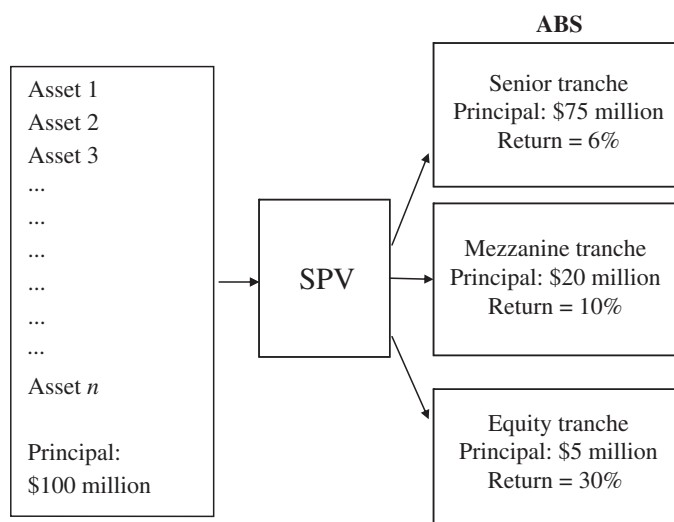 ABS
Asset 1
Asset 2
Asset 3
...
...
...
...
...
...
Asset n
Principal:
$100 million
SPV
Senior tranche
Principal: $75 million
Return = 6%
Mezzanine tranche
Principal: $20 million
Return = 10%
Equity tranche
Principal: $5 million
Return = 30%